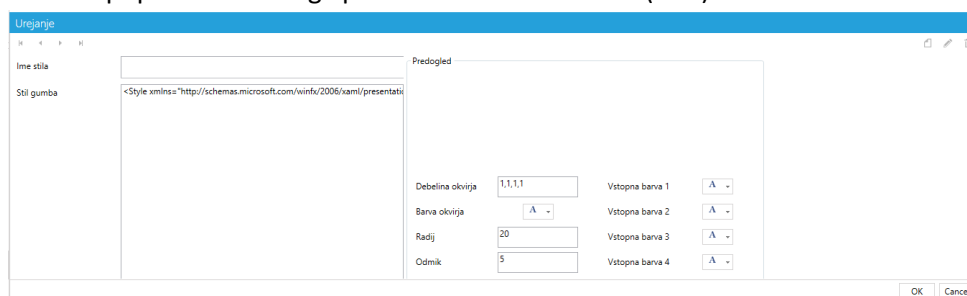 Urejanje
Ime stila
Predogled
Stil gumba
<Style xmlns="http://schemas.microsoft.com/winfx/2006/xaml/presentatic
Debelina okvirja 1,1,1,1 Vstopna barva 1 A
Barva okvirja A Vstopna barva 2 A
Radij 20 Vstopna barva 3 A
Odmik 5 Vstopna barva 4 A
OK Cance